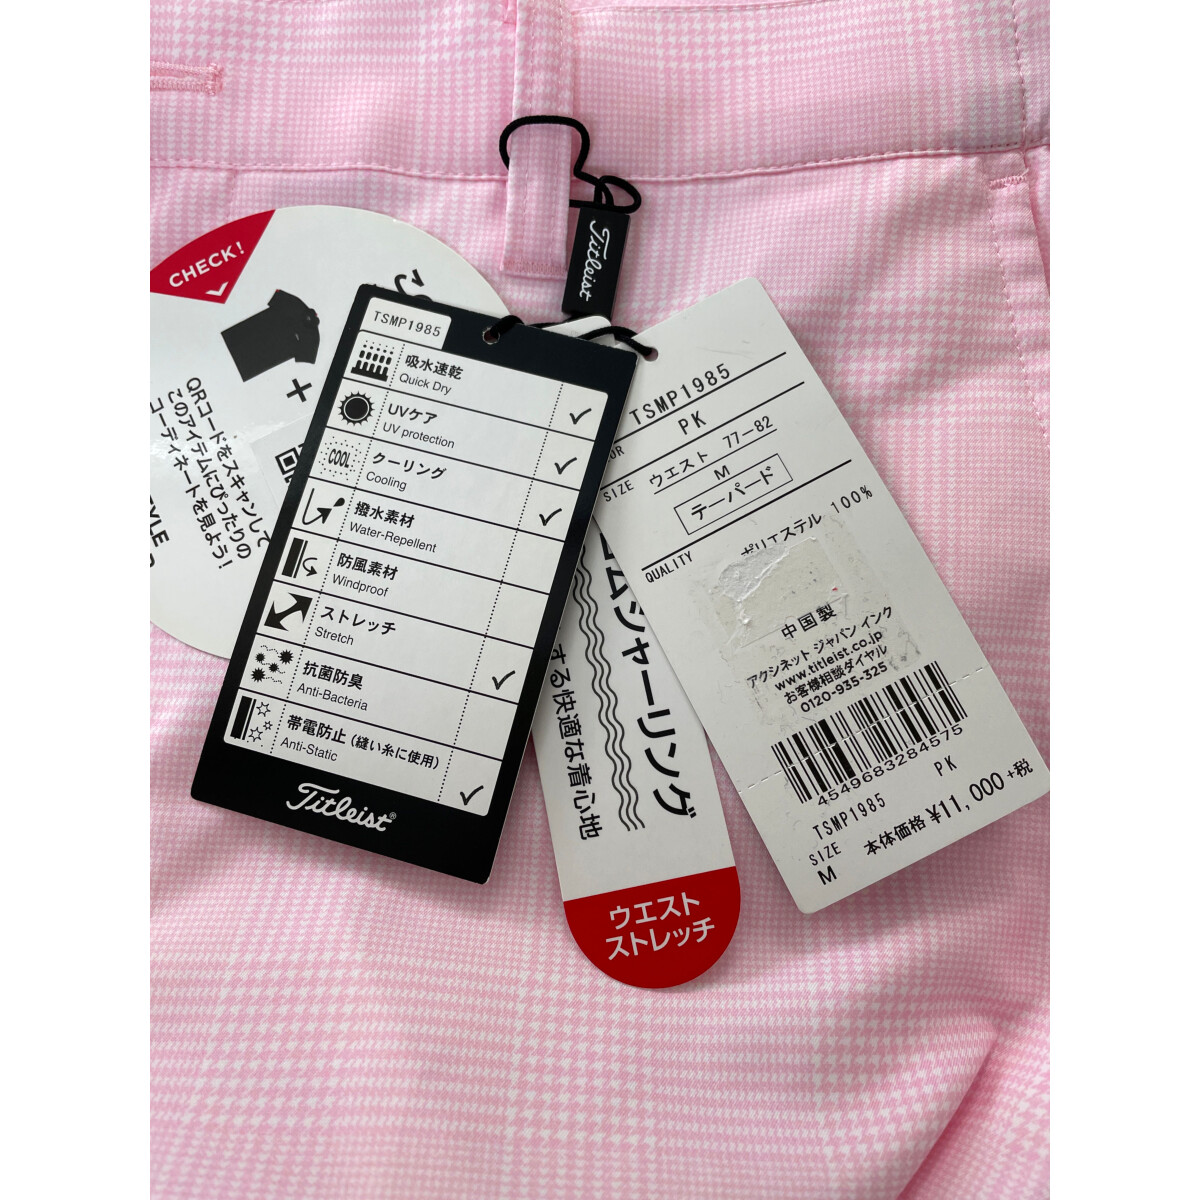 Titleist
CHECK!
QRコードをスキャンして
このアイテムにぴったりの
コーディネートを見よう!
TSMP1985
吸水速乾
Quick Dry
UVケア
UV protection
COOL
クーリング
Cooling
撥水素材
Water-Repellent
防風素材
Windproof
ストレッチ
Stretch
抗菌防臭
Anti-Bacteria
帯電防止(縫い糸に使用)
Anti-Static
Titleist®
ムシャーリング
する快適な着心地
ウエスト
ストレッチ
TSMP1985
PK
SIZE ウエスト 77-82
M
テーパード
QUALITY ポリエステル 100%
中国製
アクシネット ジャパン インク
www.titleist.co.jp
お客様相談ダイヤル
0120-935-325
4549683284575
PK
TSMP1985
SIZE
M
本体価格 ¥11,000+税